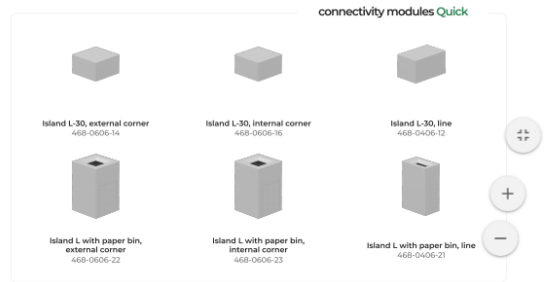 connectivity modules Quick
Island L-30, external corner
468-0606-14
Island L-30, internal corner
468-0606-16
Island L-30, line
468-0406-12
Island L with paper bin,
external corner
468-0606-22
Island L with paper bin,
internal corner
468-0606-23
Island L with paper bin, line
468-0406-21